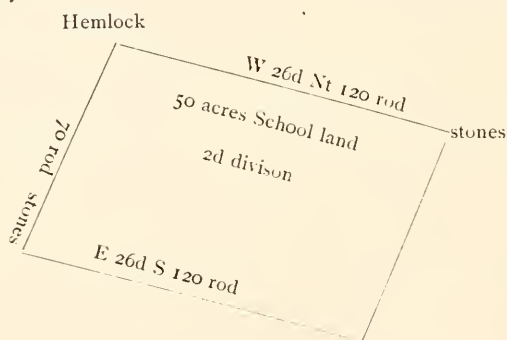 Hemlock
W 26d Nt 120 rod
50 acres School land
stones
2d divison
70 rod stones
E 26d S 120 rod